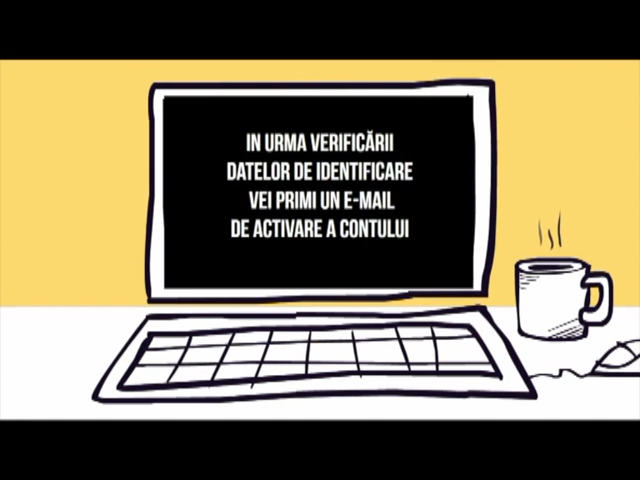 IN URMA VERIFICĂRII
DATELOR DE IDENTIFICARE
VEI PRIMI UN E-MAIL
DE ACTIVARE A CONTULUI